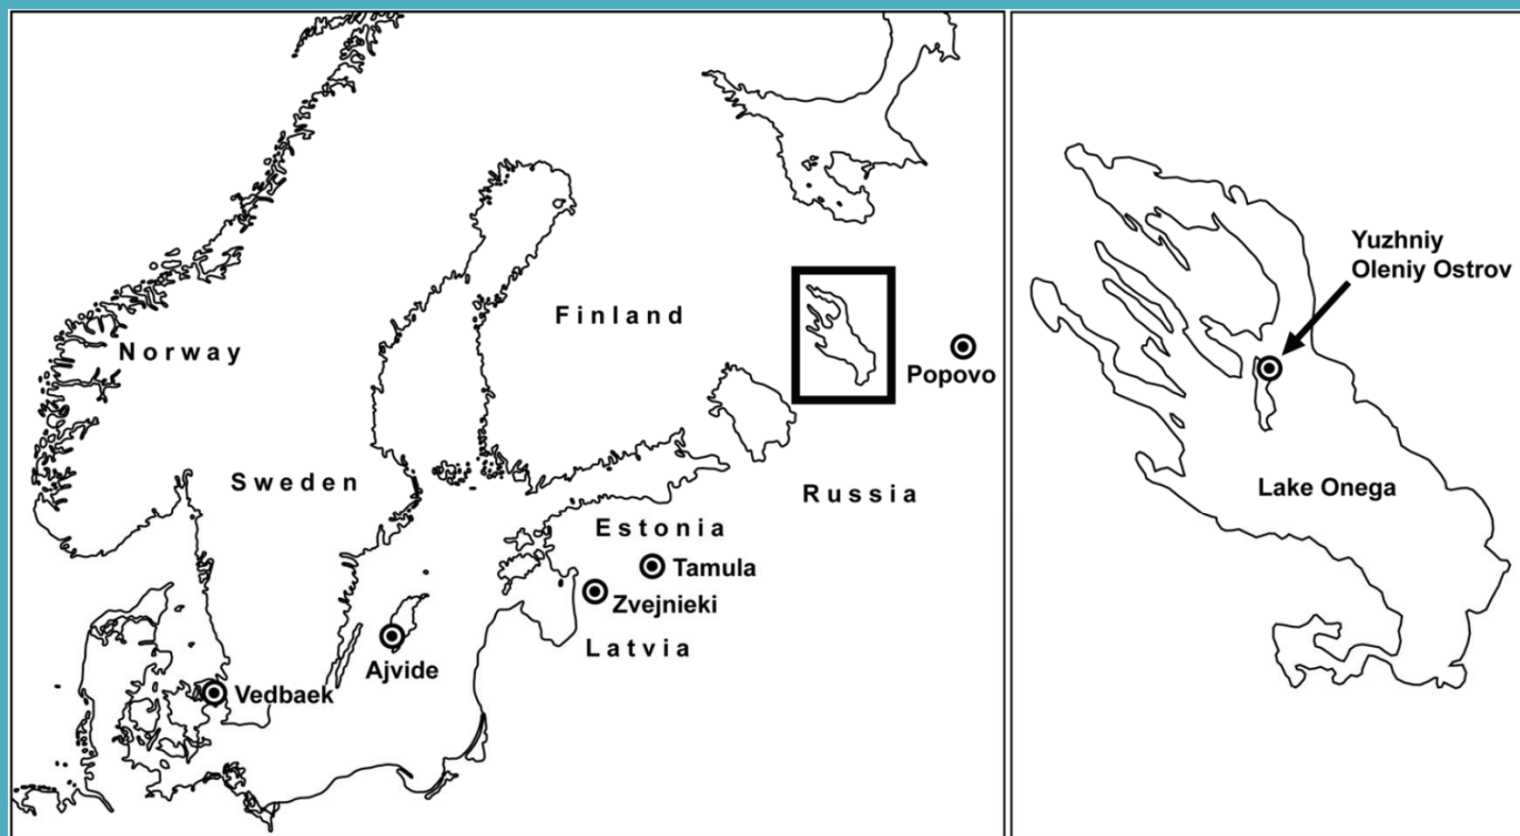 Norway
Sweden
Finland
Russia
Estonia
Latvia
Popovo
Tamula
Zvejnieki
Ajvide
Vedbaek
Yuzhniy
Oleniy Ostrov
Lake Onega